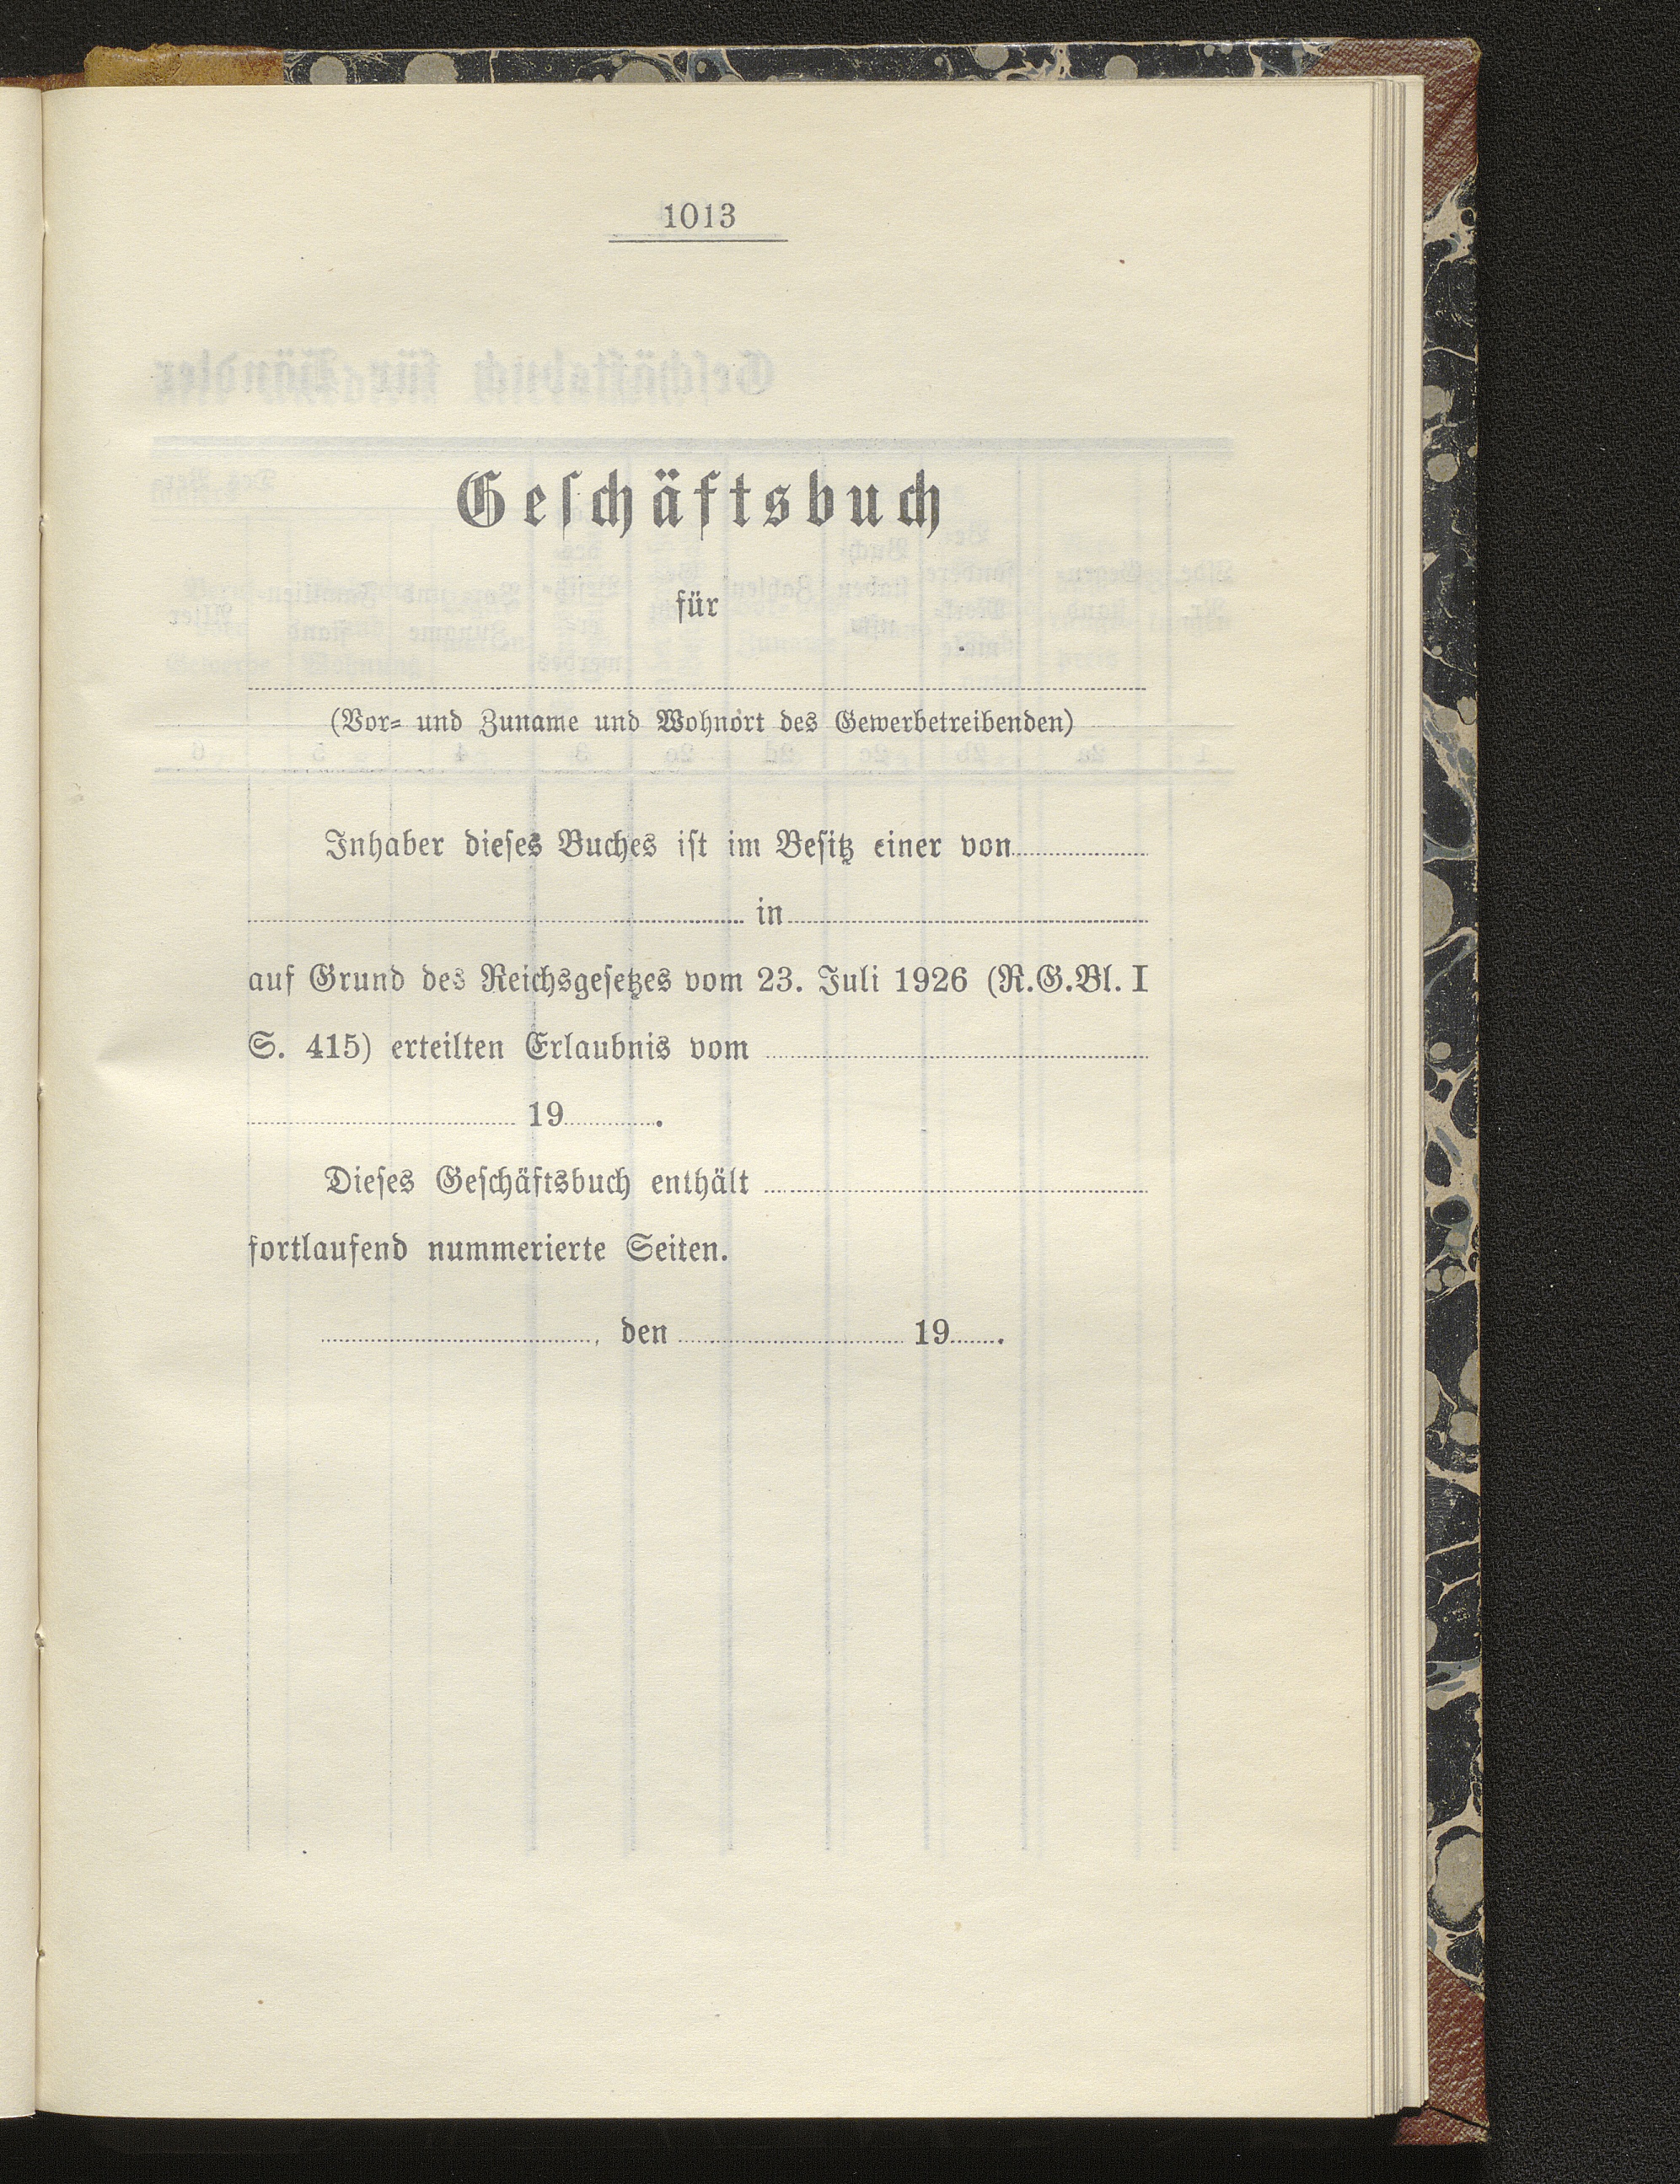 1013
Geschäftsbuch
für
(Vor- und Zuname und Wohnort des Gewerbetreibenden)
Inhaber dieses Buches ist im Besitz einer von
in
auf Grund des Reichsgesetzes vom 23. Juli 1926 (R.G.Bl. I
S. 415) erteilten Erlaubnis vom
19.
Dieses Geschäftsbuch enthält
fortlaufend nummerierte Seiten.
, den 19.